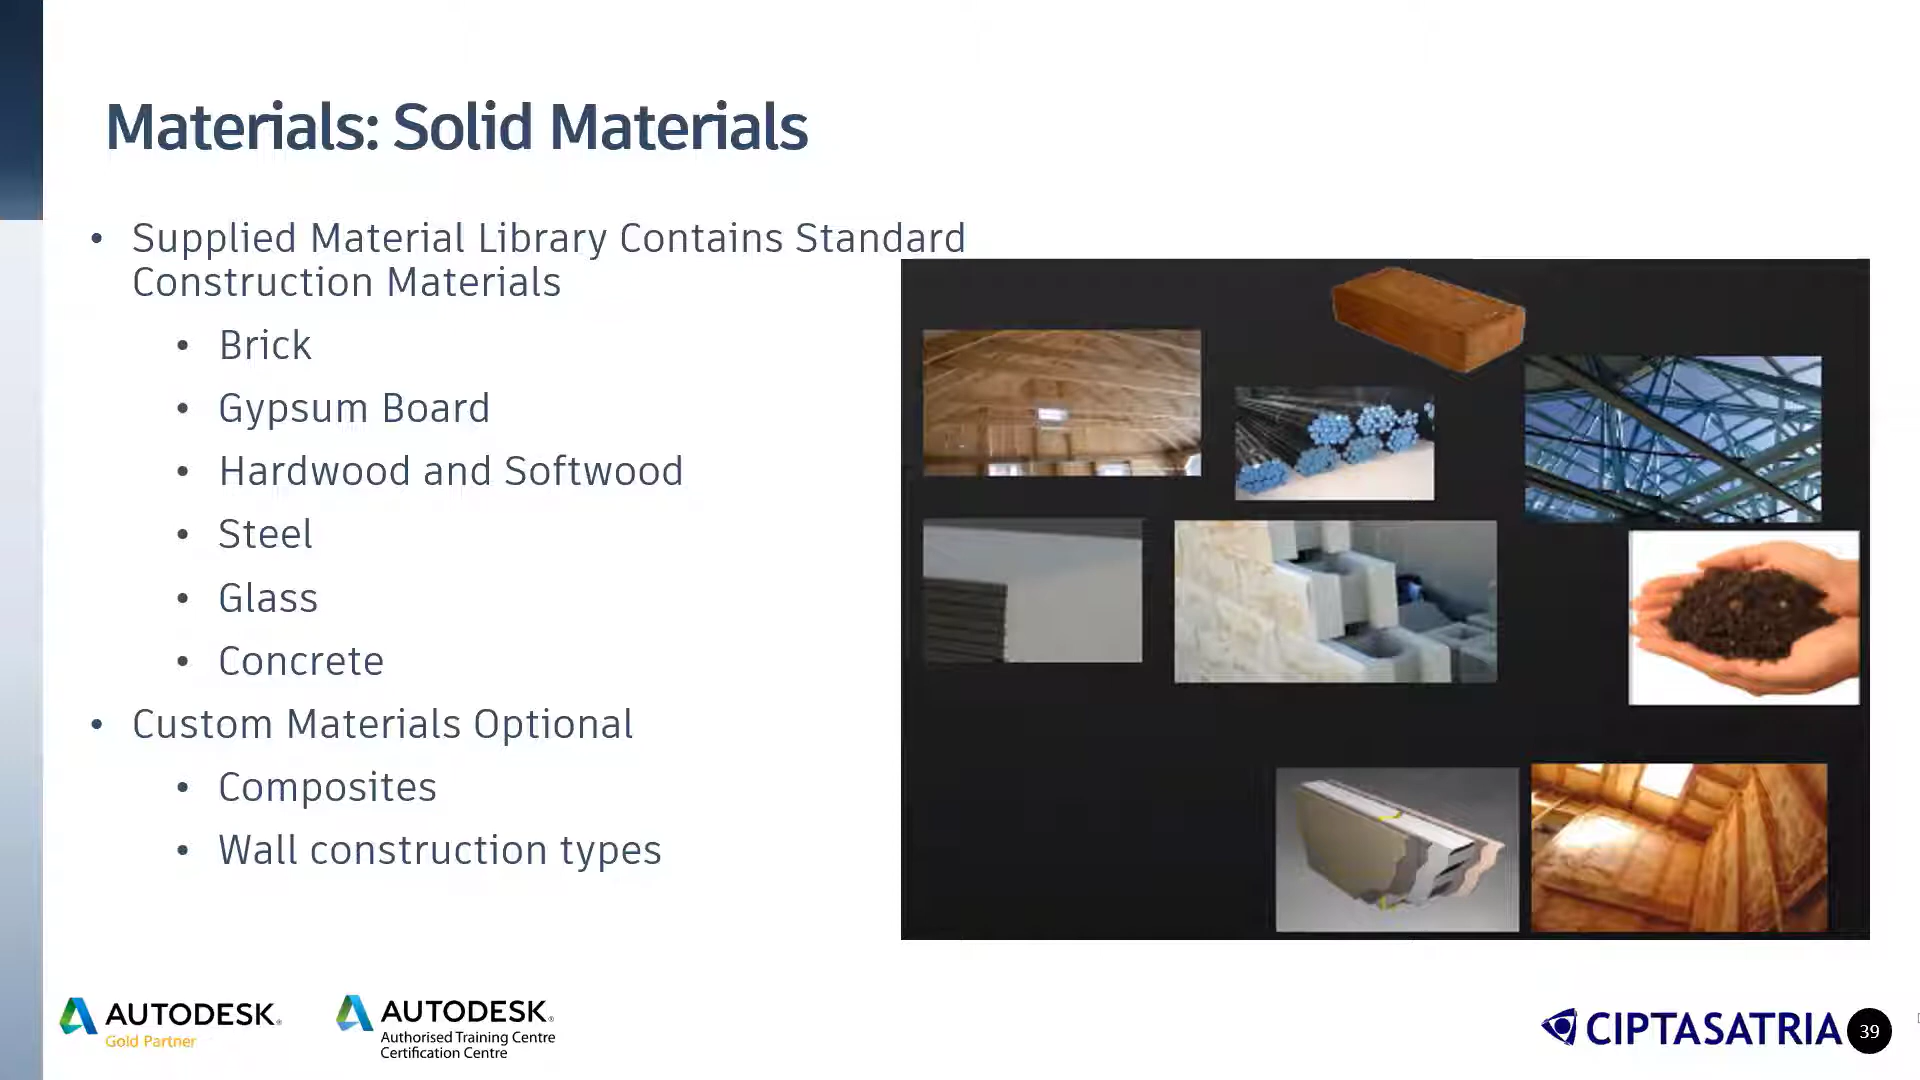 Materials: Solid Materials
• Supplied Material Library Contains Standard
Construction Materials
• Brick
• Gypsum Board
• Hardwood and Softwood
• Steel
• Glass
• Concrete
• Custom Materials Optional
• Composites
• Wall construction types
AUTODESK®
Gold Partner
AUTODESK®
Authorised Training Centre
Certification Centre
CIPTASATRIA
39